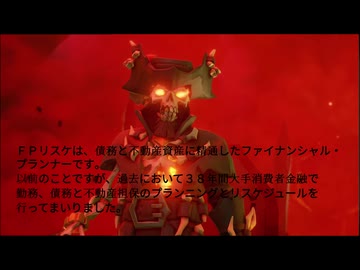 ＦＰリスケは、債務と不動産資産に精通したファイナンシャル・
プランナーです。
以前のことですが、過去において３８年間大手消費者金融で
勤務、債務と不動産担保のプランニングとリスケジュールを
行ってまいりました。